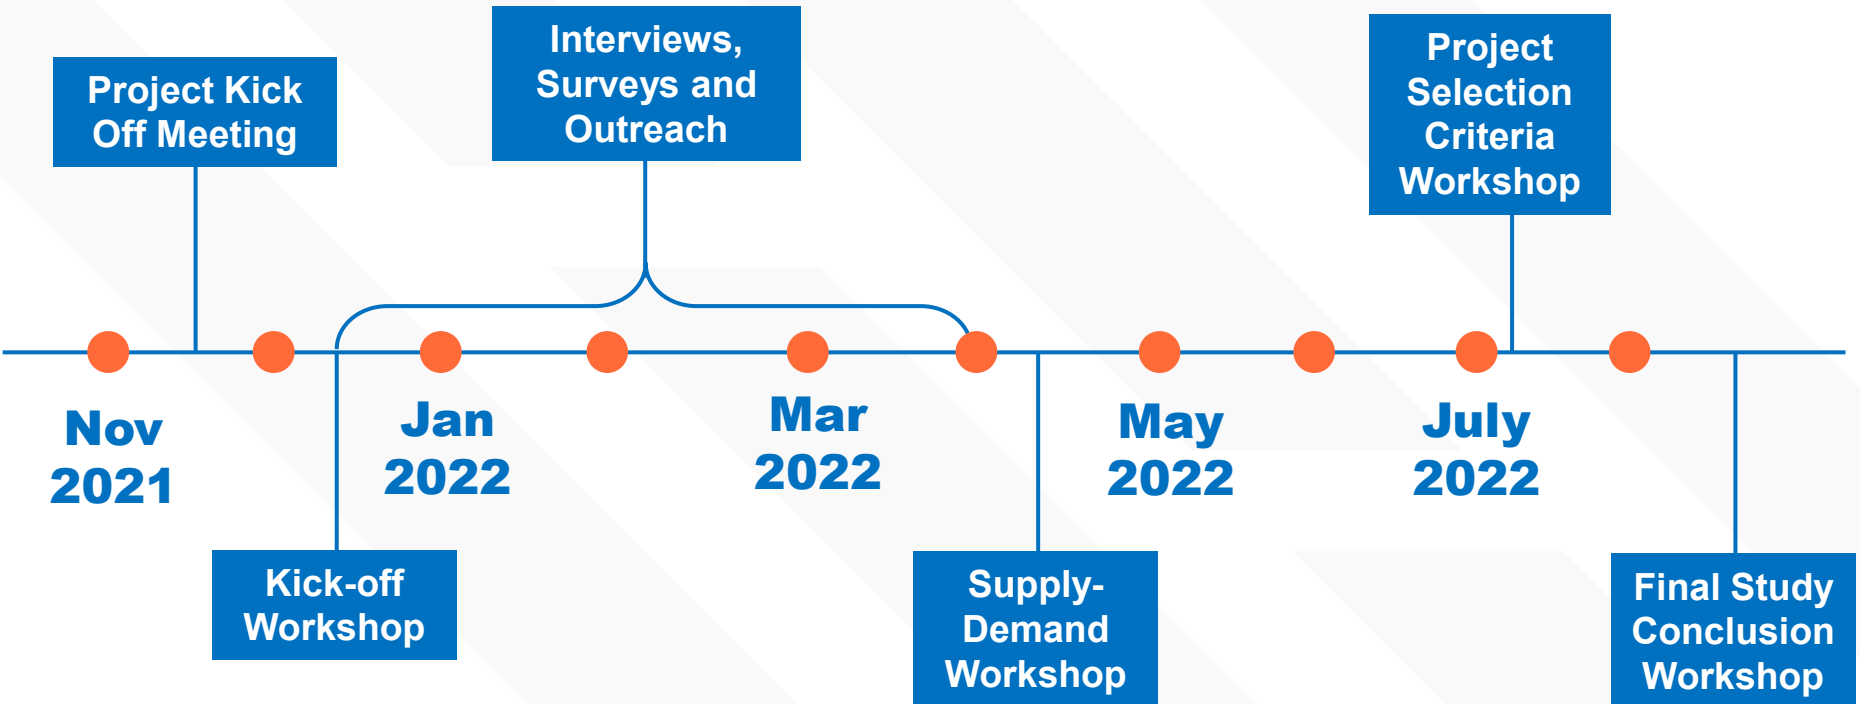 Project Kick
Off Meeting
Interviews,
Surveys and
Outreach
Project
Selection
Criteria
Workshop
Nov
2021
Jan
2022
Mar
2022
May
2022
July
2022
Kick-off
Workshop
Supply-
Demand
Workshop
Final Study
Conclusion
Workshop